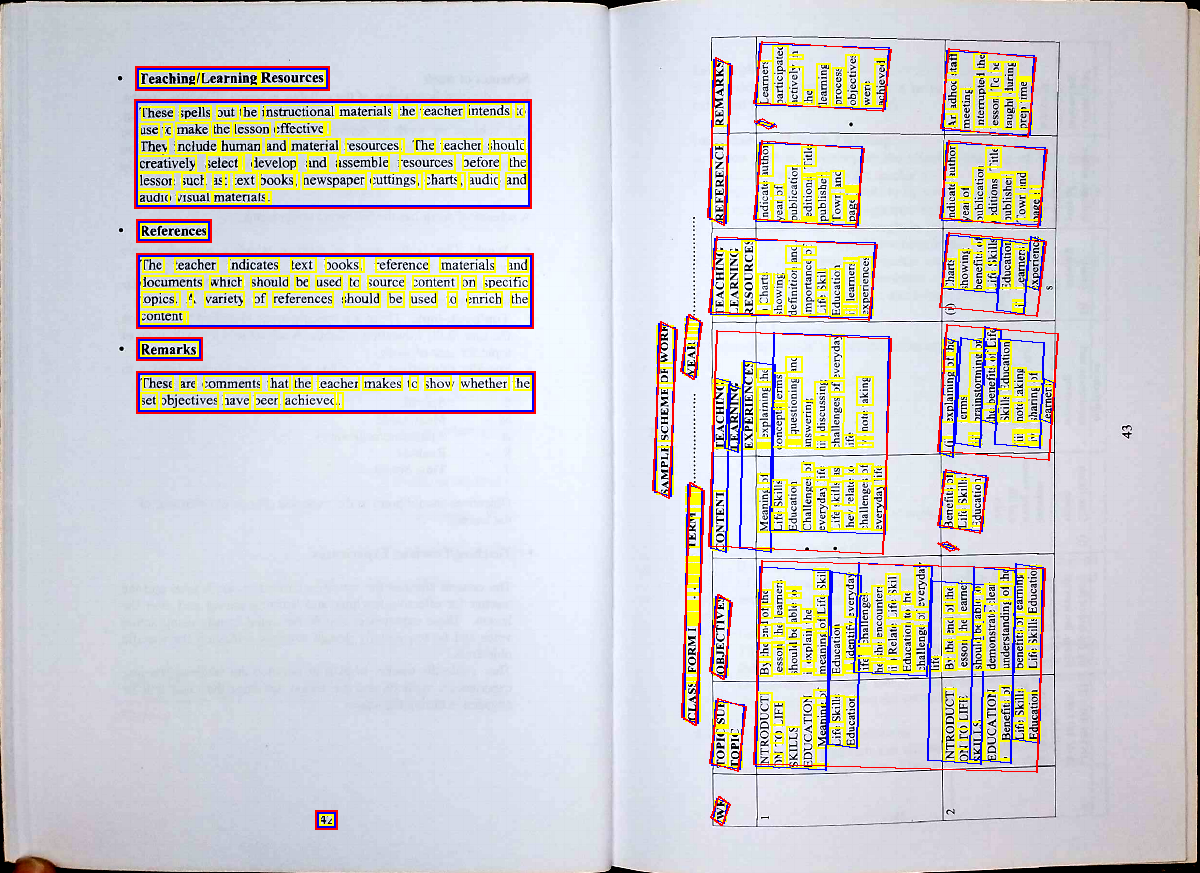 • Teaching/Learning Resources
These spells out the instructional materials the teacher intends to
use to make the lesson effective
They include human and material resources. The teacher should
creatively select develop and assemble resources before the
lesson such as; text books, newspaper cuttings, charts, audio and
audio visual materials.
• References
The teacher indicates text books, reference materials and
documents which should be used to source content on specific
topics. A variety of references should be used to enrich the
content
• Remarks
These are comments that the teacher makes to show whether the
set objectives have been achieved.
42
SAMPLE SCHEME OF WORK
CLASS FORM 1 TERM YEAR
WK
TOPIC SUB
TOPIC
OBJECTIVES
CONTENT
TEACHING
LEARNING
EXPERIENCES
TEACHING
LEARNING
RESOURCES
REFERENCE
REMARKS
1
INTRODUCT
ION TO LIFE
SKILLS
EDUCATION
Meaning of
Life Skills
Education
By the end of the
lesson the learner
should be able to
explain the
meaning of Life Skill
Education
identify everyday
life Challenges
he/she encounters
Relate Life Skill
Education to the
challenge of everyday
life
Meaning of
Life Skills
Education
• Challenges of
everyday life
• Life skills as
they relate to
challenges of
everyday life
explaining the
concept terms
questioning and
answering
discussing
challenges of everyday
life
note taking
Charts
showing
definition and
importance of
Life Skill
Education
learners
experiences
Indicate author
year of
publication
editions Title
publisher
Town and
page
Learners
participated
actively in
the
learning
process
objectives
were
achieved
2
INTRODUCT
ION TO LIFE
SKILLS
EDUCATION
Benefits of
Life Skills
Education
By the end of the
lesson the learner
should be able to
demonstrate clear
understanding of the
benefits of learning
Life Skills Education
Benefits of
Life Skills
Education
explaining of the
terms
brainstorming on
the benefits of Life
Skills Education
note taking
sharing of
learners
(i) Charts
showing
benefits of
Life Skills
Education
learners
Experience
s
Indicate author
year of
publication
editions Title
publisher
Town and
page
An adhoc staff
meeting
interrupted the
lesson To be
taught during
prep time
43